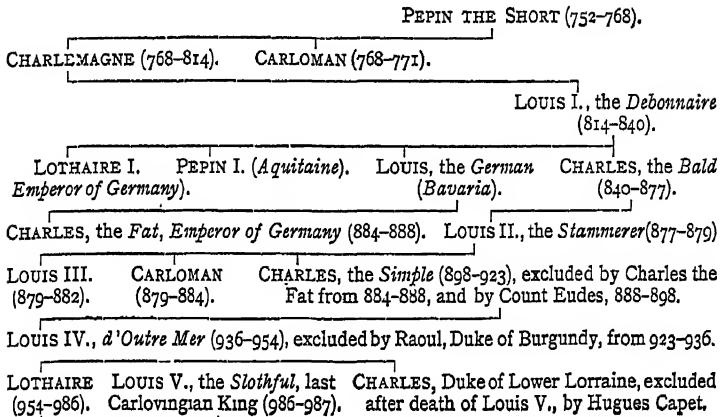 PEPIN THE SHORT (752–768).
CHARLEMAGNE (768–814). CARLOMAN (768–771).
LOUIS I., the Debonnaire
(814–840).
LOTHAIRE I. PEPIN I. (Aquitaine). LOUIS, the German CHARLES, the Bald
Emperor of Germany). (Bavaria). (840–877).
CHARLES, the Fat, Emperor of Germany (884–888). LOUIS II., the Stammerer(877–879)
LOUIS III. CARLOMAN CHARLES, the Simple (898–923), excluded by Charles the
(879–882). (879–884). Fat from 884–888, and by Count Eudes, 888–898.
LOUIS IV., d'Outre Mer (936–954), excluded by Raoul, Duke of Burgundy, from 923–936.
LOTHAIRE LOUIS V., the Slothful, last CHARLES, Duke of Lower Lorraine, excluded
(954–986). Carlovingian King (986–987). after death of Louis V., by Hugues Capet.